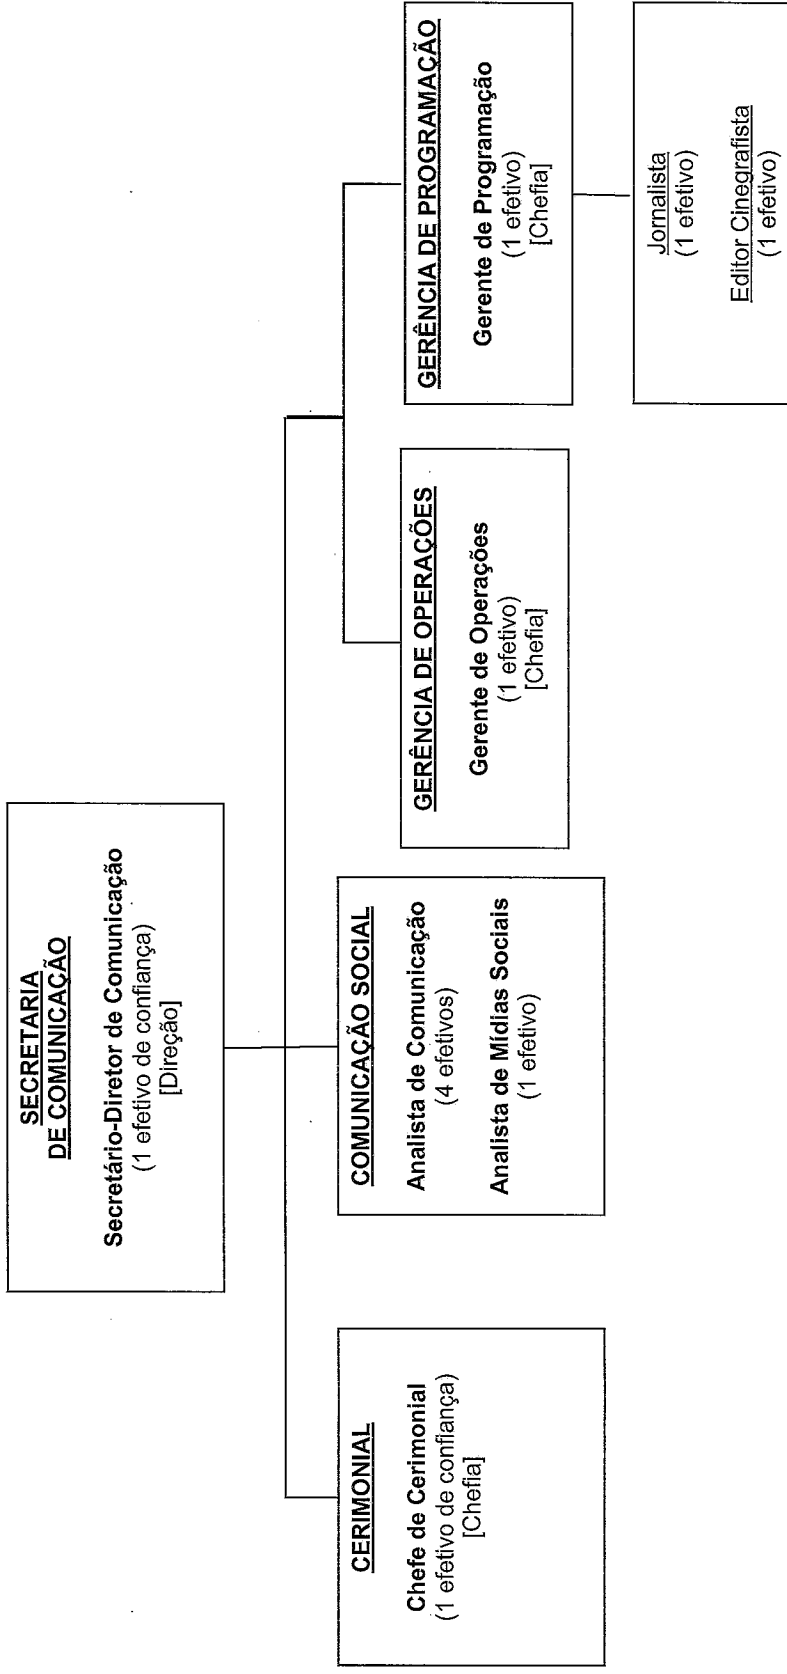 SECRETARIA
DE COMUNICAÇÃO
Secretário-Diretor de Comunicação
(1 efetivo de confiança)
[Direção]
CERIMONIAL
Chefe de Cerimonial
(1 efetivo de confiança)
[Chefia]
COMUNICAÇÃO SOCIAL
Analista de Comunicação
(4 efetivos)
Analista de Mídias Sociais
(1 efetivo)
GERÊNCIA DE OPERAÇÕES
Gerente de Operações
(1 efetivo)
[Chefia]
GERÊNCIA DE PROGRAMAÇÃO
Gerente de Programação
(1 efetivo)
[Chefia]
Jornalista
(1 efetivo)
Editor Cinegrafista
(1 efetivo)